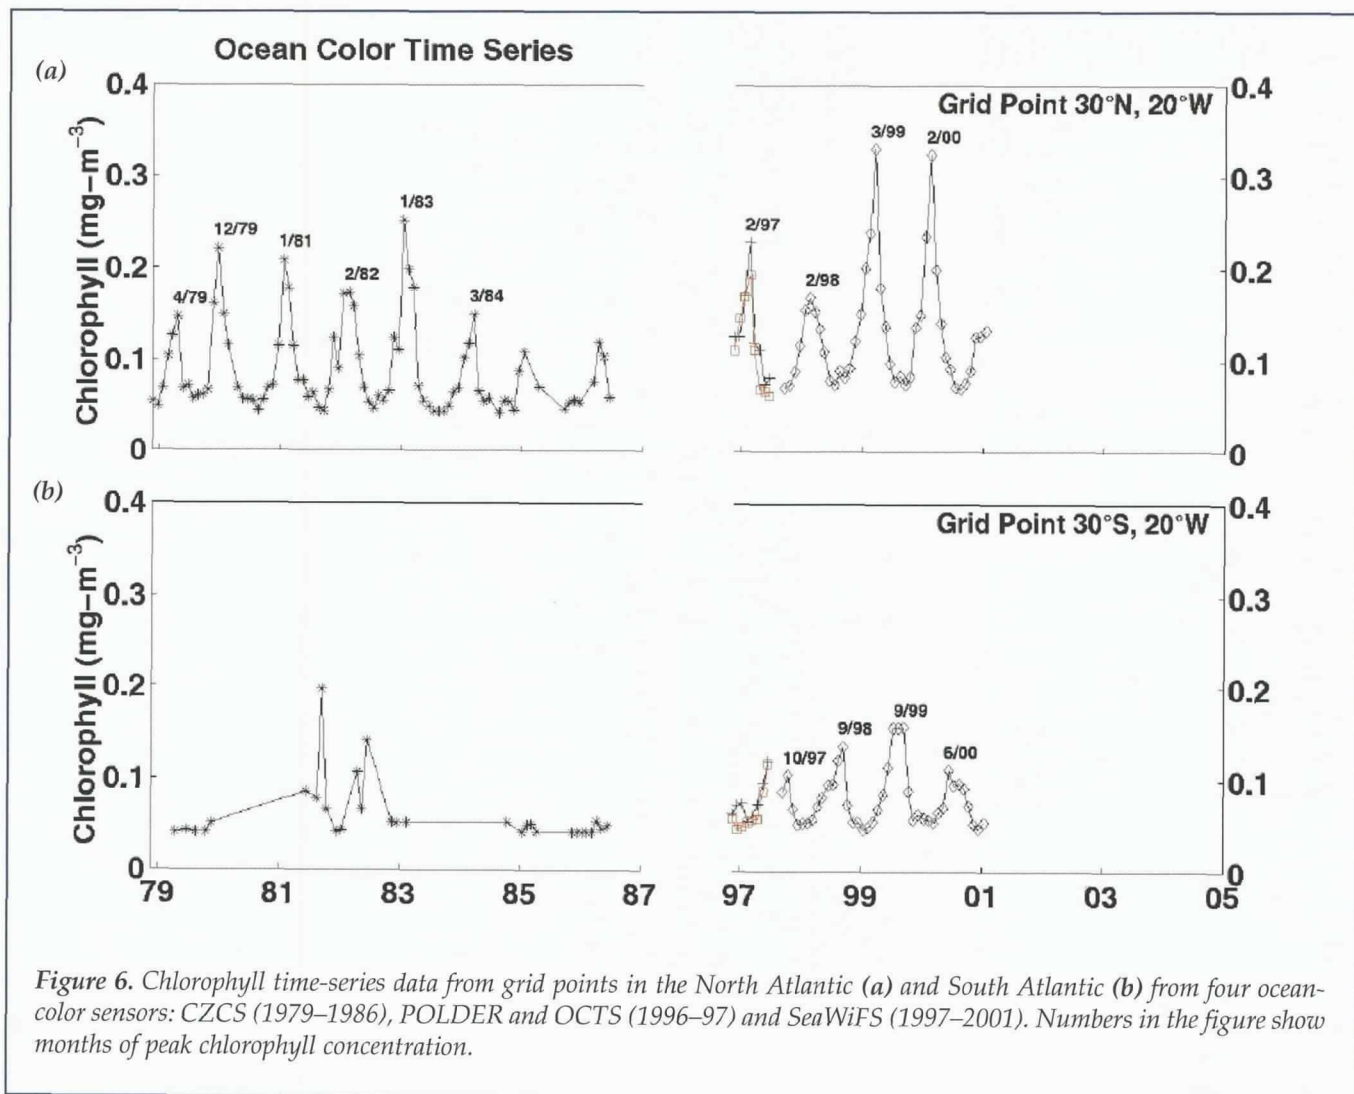 Ocean Color Time Series
(a)
Chlorophyll (mg–m⁻³)
0.4
0.3
0.2
0.1
0
4/79
12/79
1/81
2/82
1/83
3/84
Grid Point 30°N, 20°W
2/97
2/98
3/99
2/00
0.4
0.3
0.2
0.1
0
(b)
Chlorophyll (mg–m⁻³)
0.4
0.3
0.2
0.1
0
79 81 83 85 87
Grid Point 30°S, 20°W
10/97
9/98
9/99
6/00
0.4
0.3
0.2
0.1
0
97 99 01 03 05
Figure 6. Chlorophyll time-series data from grid points in the North Atlantic (a) and South Atlantic (b) from four ocean-
color sensors: CZCS (1979–1986), POLDER and OCTS (1996–97) and SeaWiFS (1997–2001). Numbers in the figure show
months of peak chlorophyll concentration.